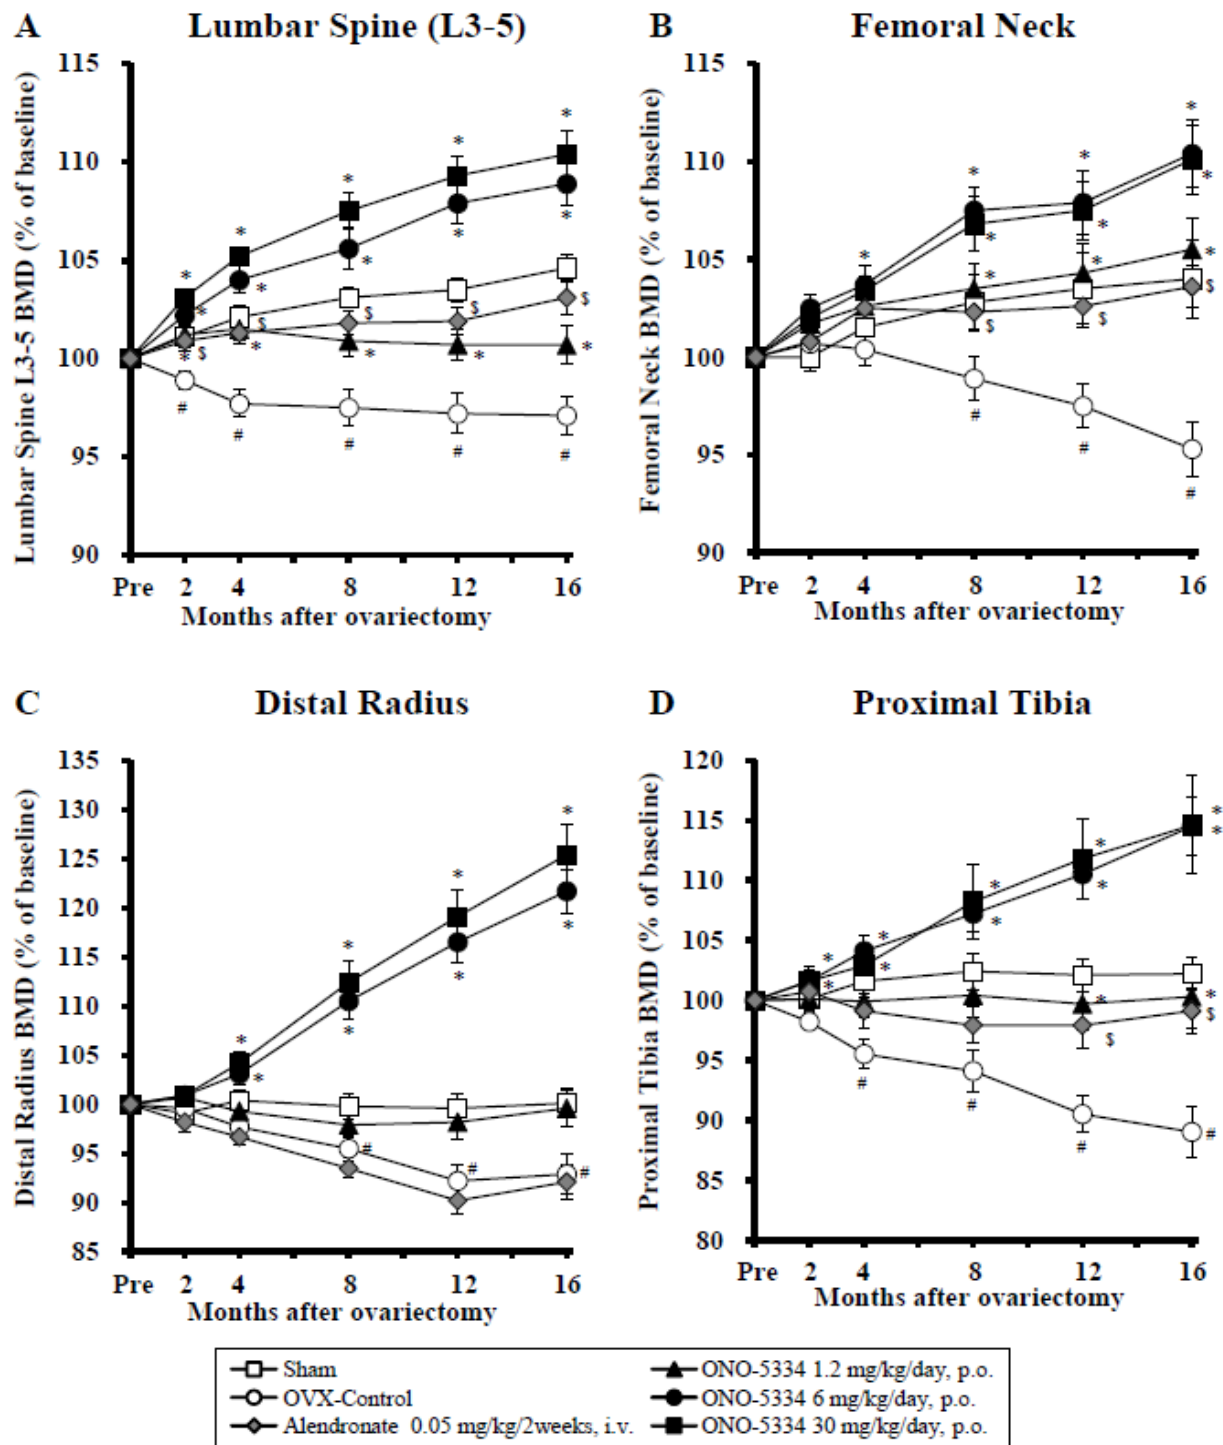 A Lumbar Spine (L3-5)
Lumbar Spine L3-5 BMD (% of baseline)
115
110
105
100
95
90
* * * * *
* * * * *
$ $ $ $ $
* * * * *
# # # # #
Pre 2 4 8 12 16
Months after ovariectomy
B Femoral Neck
Femoral Neck BMD (% of baseline)
115
110
105
100
95
90
* * * *
* * *
* * *
$ $ $
# # #
Pre 2 4 8 12 16
Months after ovariectomy
C Distal Radius
Distal Radius BMD (% of baseline)
135
130
125
120
115
110
105
100
95
90
85
* * * *
* * * *
# # #
Pre 2 4 8 12 16
Months after ovariectomy
D Proximal Tibia
Proximal Tibia BMD (% of baseline)
120
115
110
105
100
95
90
85
80
* * * * *
* * * * *
* *
$ $
# # # #
Pre 2 4 8 12 16
Months after ovariectomy
Sham
OVX-Control
Alendronate 0.05 mg/kg/2weeks, i.v.
ONO-5334 1.2 mg/kg/day, p.o.
ONO-5334 6 mg/kg/day, p.o.
ONO-5334 30 mg/kg/day, p.o.